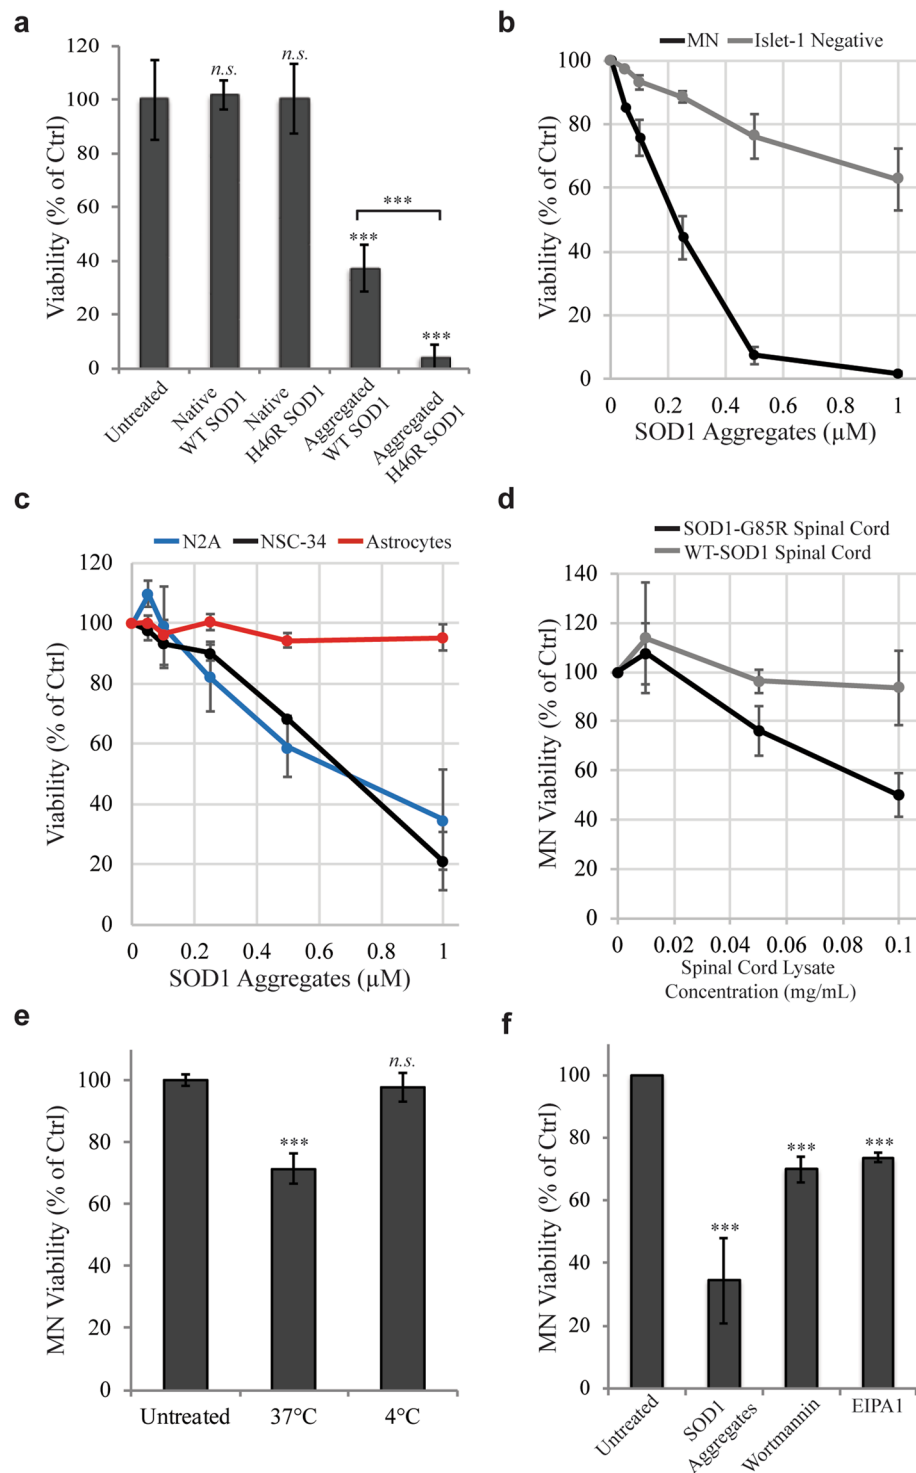 a
Viability (% of Ctrl)
120
100
80
60
40
20
0
n.s.
n.s.
***
***
***
Untreated
Native
WT SOD1
Native
H46R SOD1
Aggregated
WT SOD1
Aggregated
H46R SOD1
b
MN
Islet-1 Negative
Viability (% of Ctrl)
100
80
60
40
20
0
0
0.2
0.4
0.6
0.8
1
SOD1 Aggregates (µM)
c
N2A
NSC-34
Astrocytes
Viability (% of Ctrl)
120
100
80
60
40
20
0
0
0.2
0.4
0.6
0.8
1
SOD1 Aggregates (µM)
d
SOD1-G85R Spinal Cord
WT-SOD1 Spinal Cord
MN Viability (% of Ctrl)
140
120
100
80
60
40
20
0
0
0.02
0.04
0.06
0.08
0.1
Spinal Cord Lysate
Concentration (mg/mL)
e
MN Viability (% of Ctrl)
100
80
60
40
20
0
***
n.s.
Untreated
37°C
4°C
f
MN Viability (% of Ctrl)
100
80
60
40
20
0
***
***
***
Untreated
SOD1
Aggregates
Wortmannin
EIPA1